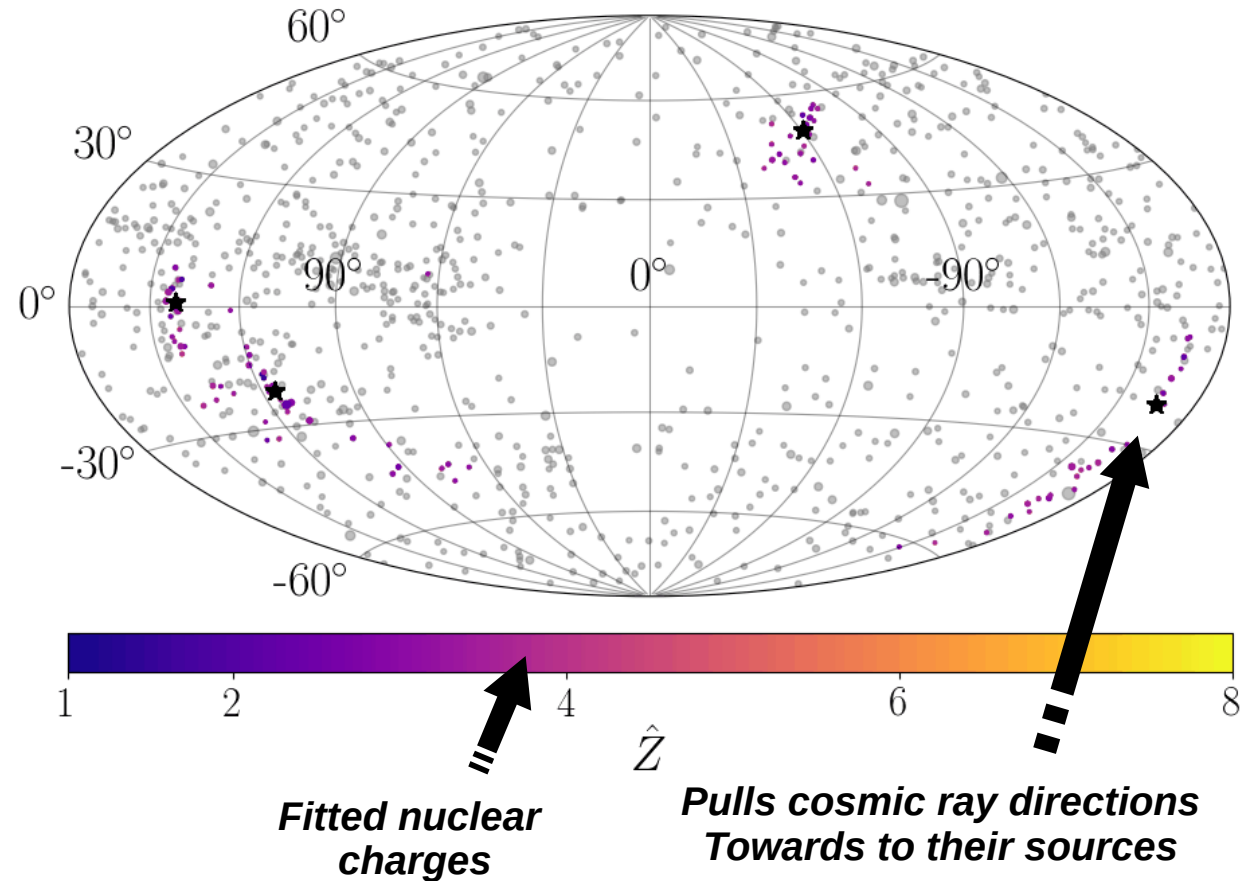 60°
30°
90° 0° -90°
0°
-30°
-60°
1 2 4 6 8
Ẑ
Fitted nuclear
charges
Pulls cosmic ray directions
Towards to their sources